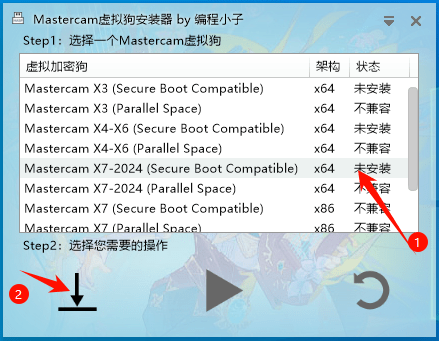 Mastercam虚拟狗安装器 by 编程小子
Step1：选择一个Mastercam虚拟狗
虚拟加密狗 架构 状态
Mastercam X3 (Secure Boot Compatible) x64 未安装
Mastercam X3 (Parallel Space) x64 不兼容
Mastercam X4-X6 (Secure Boot Compatible) x64 未安装
Mastercam X4-X6 (Parallel Space) x64 不兼容
Mastercam X7-2024 (Secure Boot Compatible) x64 未安装
Mastercam X7-2024 (Parallel Space) x64 不兼容
Mastercam X7 (Secure Boot Compatible) x86 不兼容
Mastercam X7 (Parallel Space) x86 不兼容
1
Step2：选择您需要的操作
2